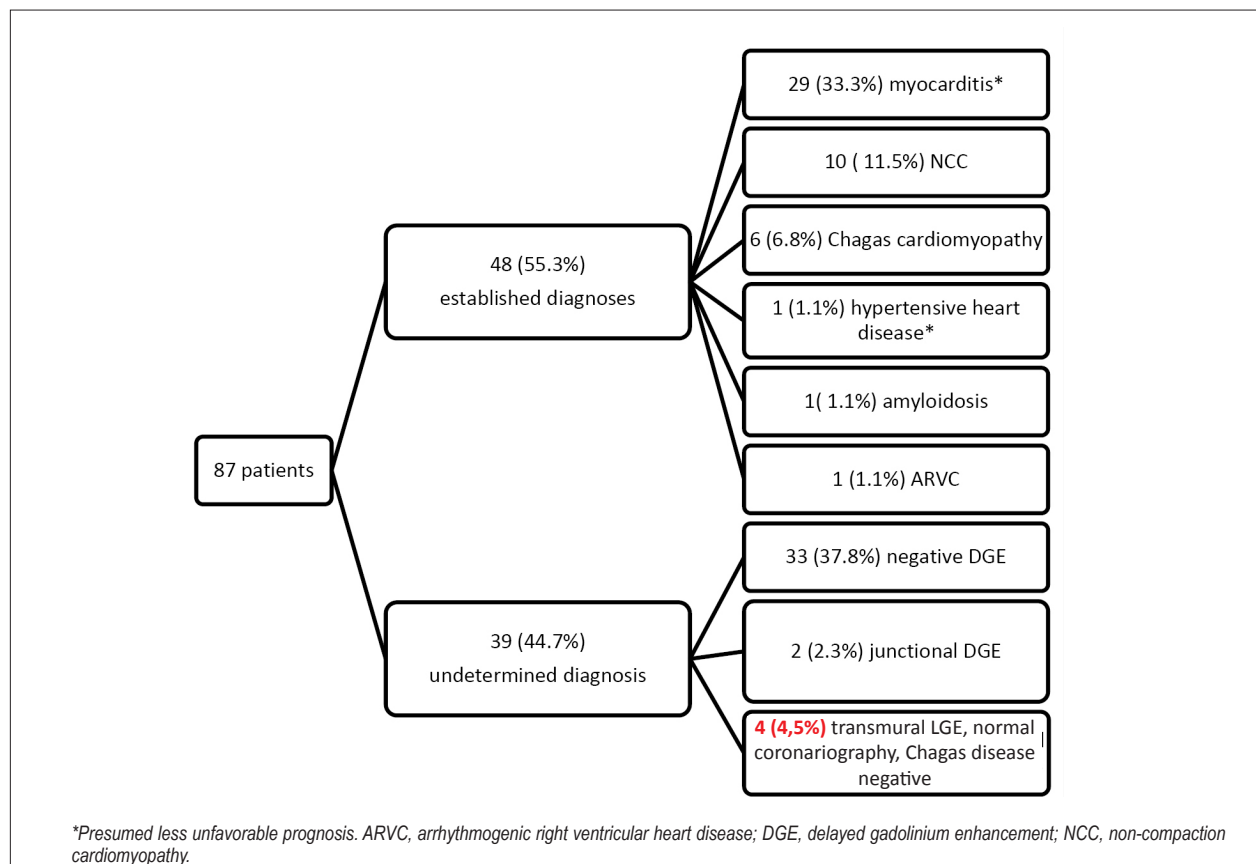 29 (33.3%) myocarditis*
10 ( 11.5%) NCC
6 (6.8%) Chagas cardiomyopathy
48 (55.3%)
established diagnoses
1 (1.1%) hypertensive heart
disease*
1( 1.1%) amyloidosis
87 patients
1 (1.1%) ARVC
33 (37.8%) negative DGE
39 (44.7%)
undetermined diagnosis
2 (2.3%) junctional DGE
4 (4,5%) transmural LGE, normal
coronariography, Chagas disease
negative
*Presumed less unfavorable prognosis. ARVC, arrhythmogenic right ventricular heart disease; DGE, delayed gadolinium enhancement; NCC, non-compaction
cardiomyopathy.